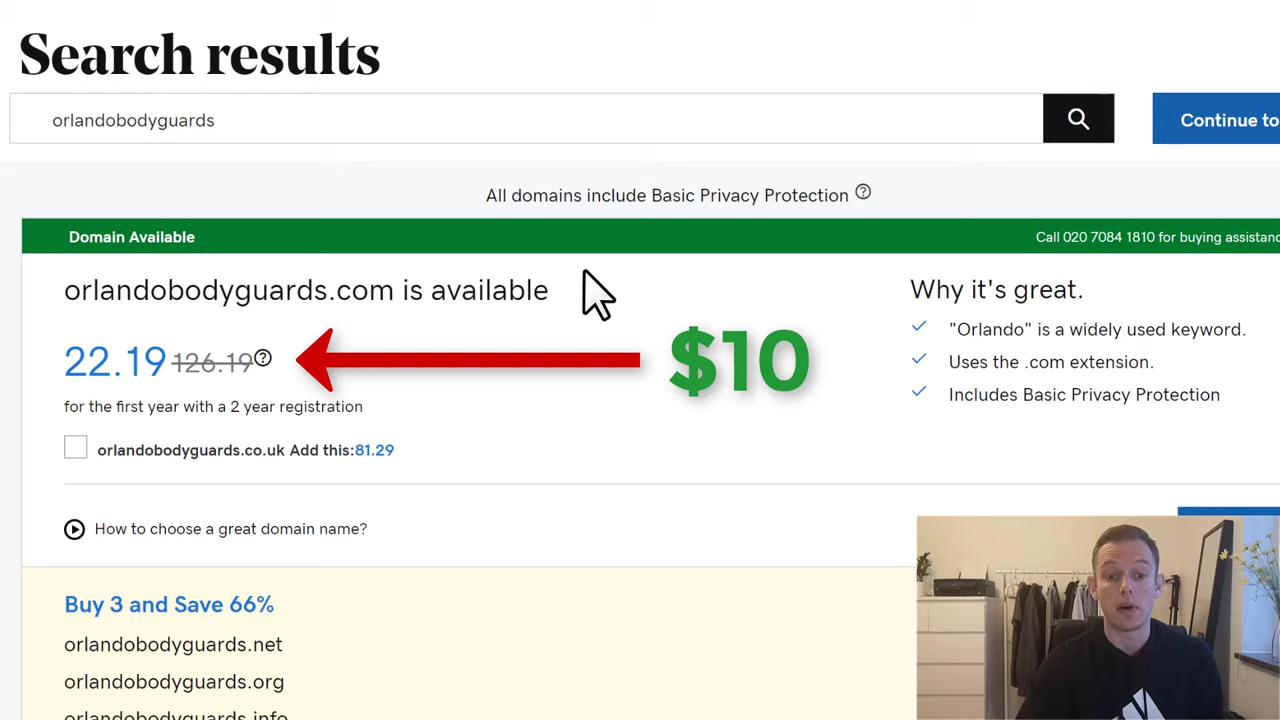 Search results
orlandobodyguards
Continue to
All domains include Basic Privacy Protection
Domain Available
Call 020 7084 1810 for buying assistanc
orlandobodyguards.com is available
Why it's great.
"Orlando" is a widely used keyword.
22.19 126.19
$10
Uses the .com extension.
Includes Basic Privacy Protection
for the first year with a 2 year registration
orlandobodyguards.co.uk Add this:81.29
How to choose a great domain name?
Buy 3 and Save 66%
orlandobodyguards.net
orlandobodyguards.org
orlandobodyguards.info